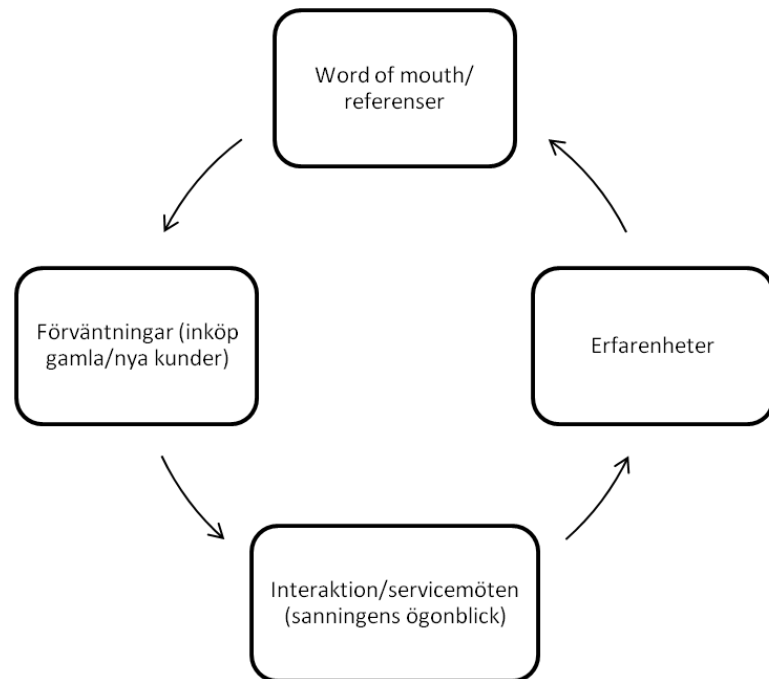 Word of mouth/
referenser
Förväntningar (inköp
gamla/nya kunder)
Erfarenheter
Interaktion/servicemöten
(sanningens ögonblick)